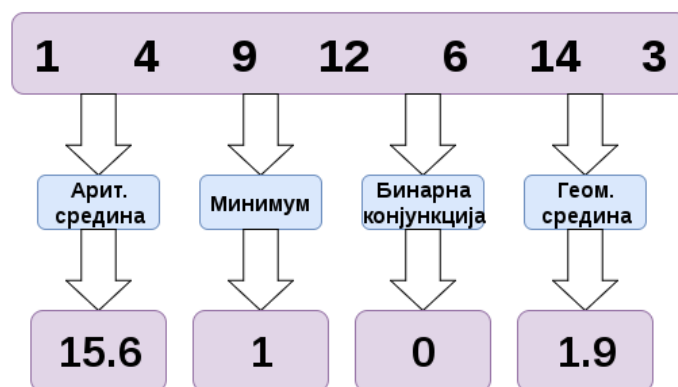 1 4 9 12 6 14 3
Арит.
средина
Минимум
Бинарна
конјункција
Геом.
средина
15.6 1 0 1.9